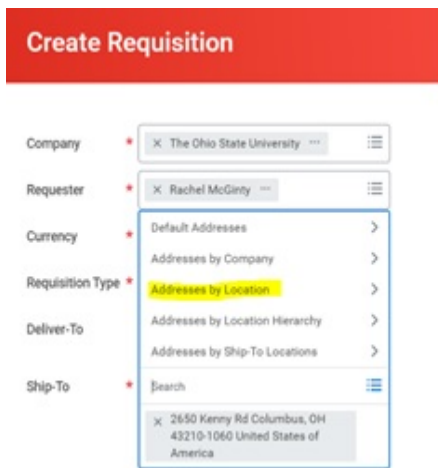 Create Requisition
Company * × The Ohio State University ...
Requester * × Rachel McGinty ...
Currency * Default Addresses >
Addresses by Company >
Requisition Type * Addresses by Location >
Deliver-To Addresses by Location Hierarchy >
Addresses by Ship-To Locations >
Ship-To * Search
× 2650 Kenny Rd Columbus, OH
43210-1060 United States of
America